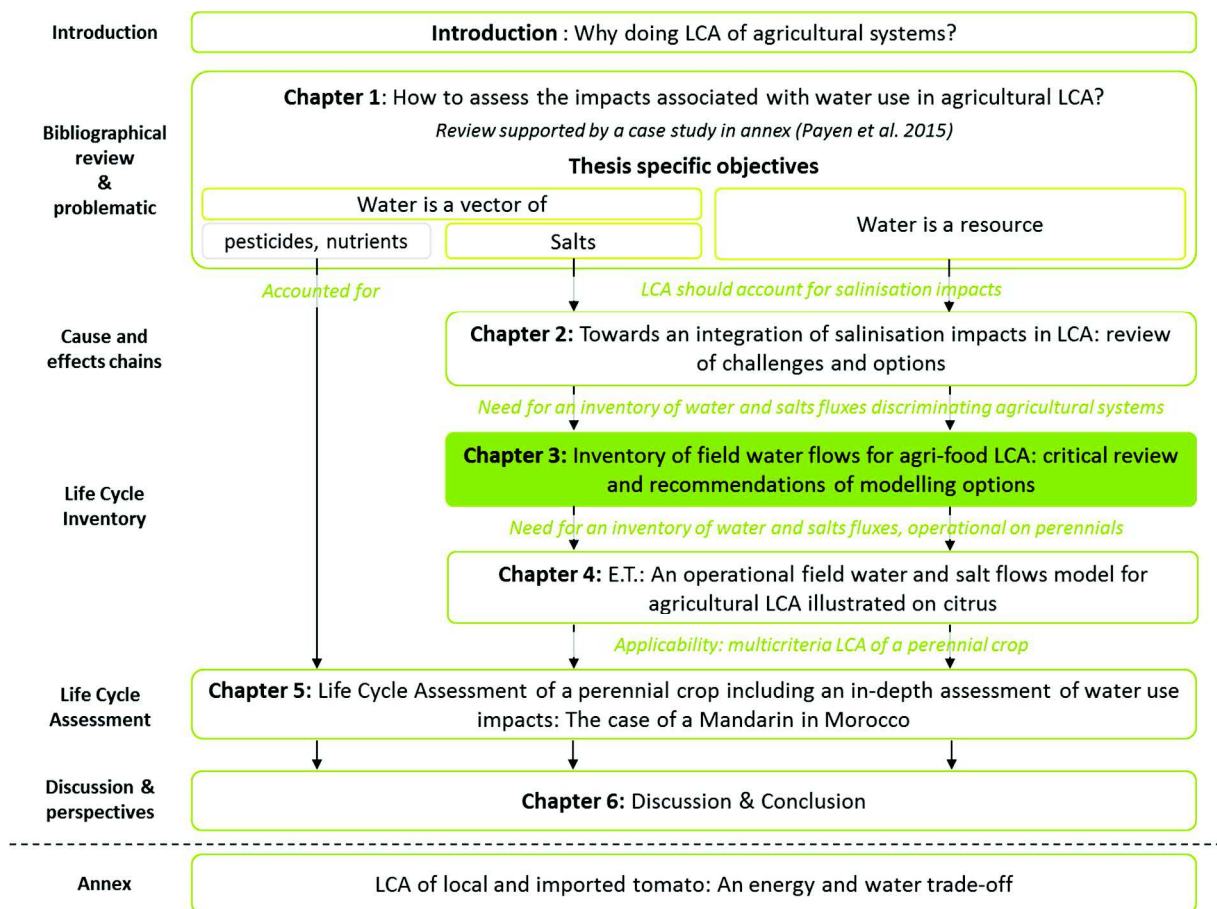 Introduction
Introduction : Why doing LCA of agricultural systems?
Bibliographical
review
&
problematic
Chapter 1: How to assess the impacts associated with water use in agricultural LCA?
Review supported by a case study in annex (Payen et al. 2015)
Thesis specific objectives
Water is a vector of
pesticides, nutrients
Salts
Water is a resource
Accounted for
LCA should account for salinisation impacts
Cause and
effects chains
Chapter 2: Towards an integration of salinisation impacts in LCA: review
of challenges and options
Need for an inventory of water and salts fluxes discriminating agricultural systems
Life Cycle
Inventory
Chapter 3: Inventory of field water flows for agri-food LCA: critical review
and recommendations of modelling options
Need for an inventory of water and salts fluxes, operational on perennials
Chapter 4: E.T.: An operational field water and salt flows model for
agricultural LCA illustrated on citrus
Applicability: multicriteria LCA of a perennial crop
Life Cycle
Assessment
Chapter 5: Life Cycle Assessment of a perennial crop including an in-depth assessment of water use
impacts: The case of a Mandarin in Morocco
Discussion &
perspectives
Chapter 6: Discussion & Conclusion
Annex
LCA of local and imported tomato: An energy and water trade-off